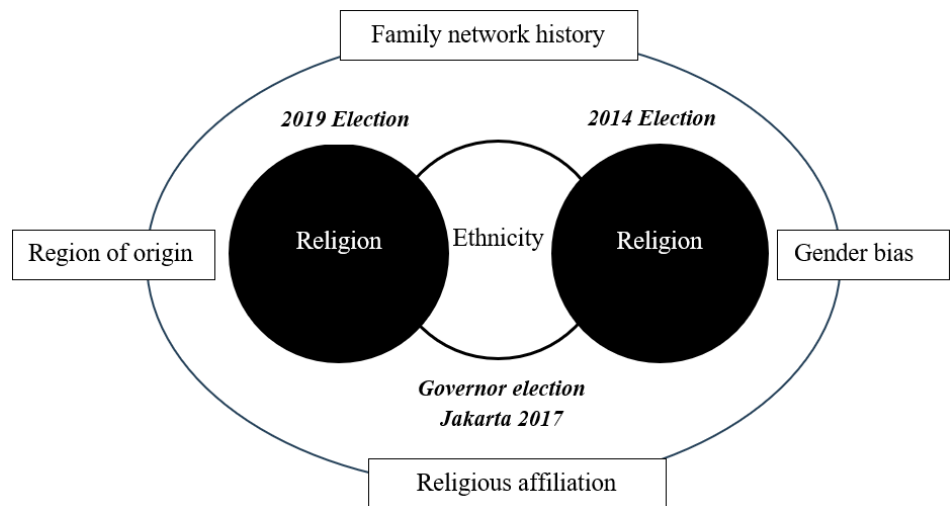 Family network history
2019 Election
2014 Election
Religion
Ethnicity
Religion
Region of origin
Gender bias
Governor election
Jakarta 2017
Religious affiliation